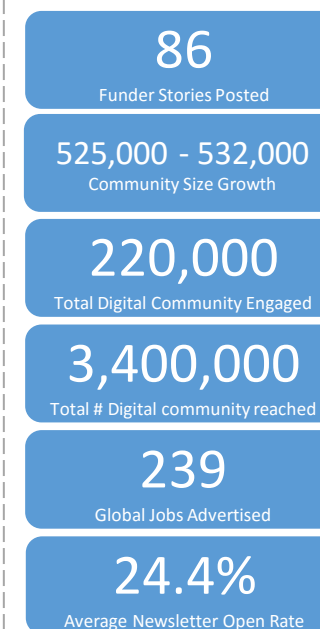 86
Funder Stories Posted
525,000 - 532,000
Community Size Growth
220,000
Total Digital Community Engaged
3,400,000
Total # Digital community reached
239
Global Jobs Advertised
24.4%
Average Newsletter Open Rate